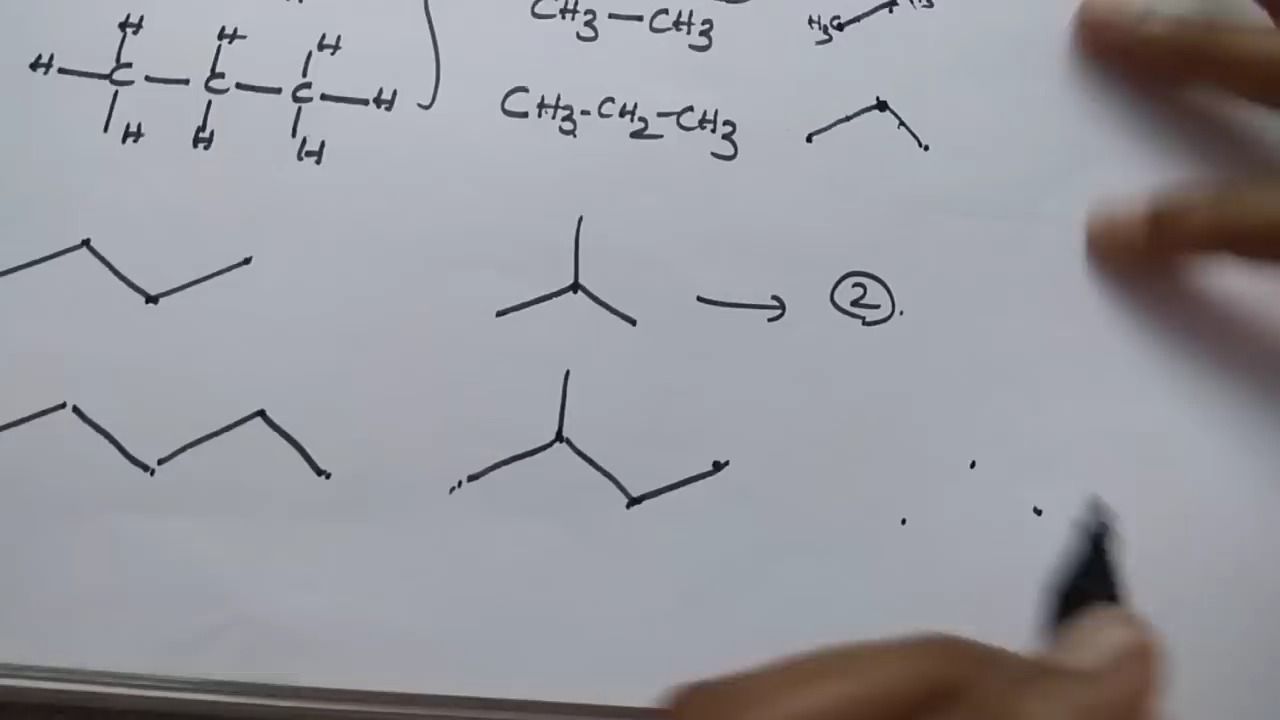 CH3—CH3
H3C
H H H
H—C—C—C—H
H H H
CH3-CH2-CH3
→ 2.